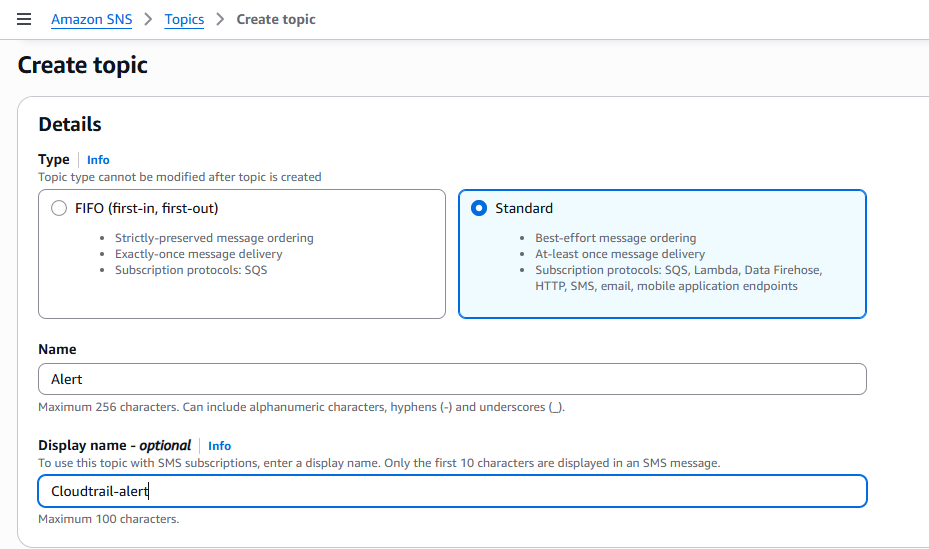 Amazon SNS > Topics > Create topic
Create topic
Details
Type | Info
Topic type cannot be modified after topic is created
FIFO (first-in, first-out)
• Strictly-preserved message ordering
• Exactly-once message delivery
• Subscription protocols: SQS
Standard
• Best-effort message ordering
• At-least once message delivery
• Subscription protocols: SQS, Lambda, Data Firehose,
HTTP, SMS, email, mobile application endpoints
Name
Alert
Maximum 256 characters. Can include alphanumeric characters, hyphens (-) and underscores (_).
Display name - optional | Info
To use this topic with SMS subscriptions, enter a display name. Only the first 10 characters are displayed in an SMS message.
Cloudtrail-alert
Maximum 100 characters.